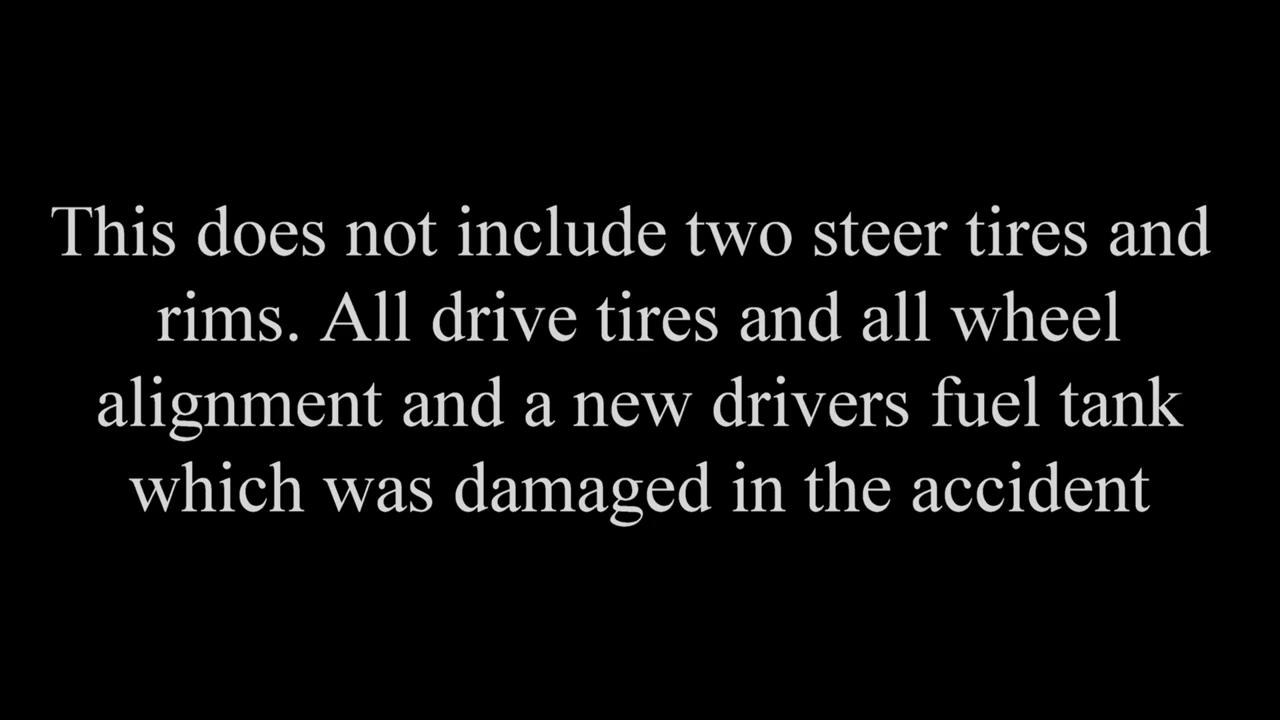 This does not include two steer tires and
rims. All drive tires and all wheel
alignment and a new drivers fuel tank
which was damaged in the accident